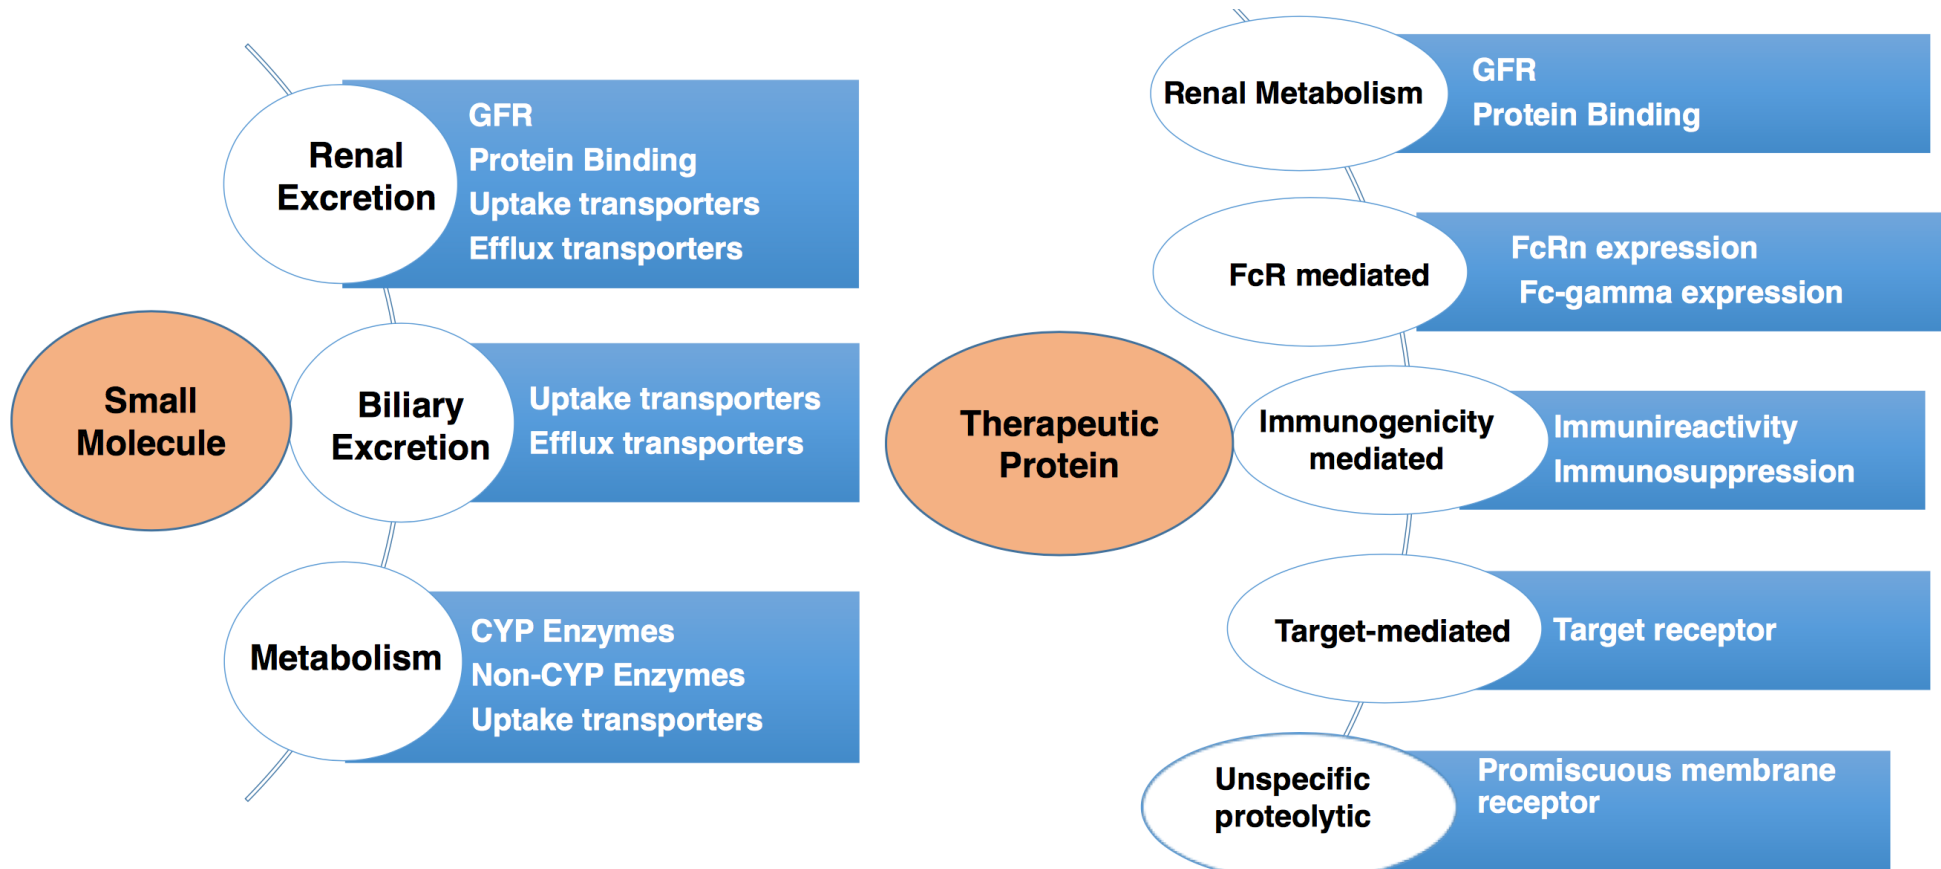 Small
Molecule
Renal
Excretion
GFR
Protein Binding
Uptake transporters
Efflux transporters
Biliary
Excretion
Uptake transporters
Efflux transporters
Metabolism
CYP Enzymes
Non-CYP Enzymes
Uptake transporters
Therapeutic
Protein
Renal Metabolism
GFR
Protein Binding
FcR mediated
FcRn expression
Fc-gamma expression
Immunogenicity
mediated
Immunireactivity
Immunosuppression
Target-mediated
Target receptor
Unspecific
proteolytic
Promiscuous membrane
receptor